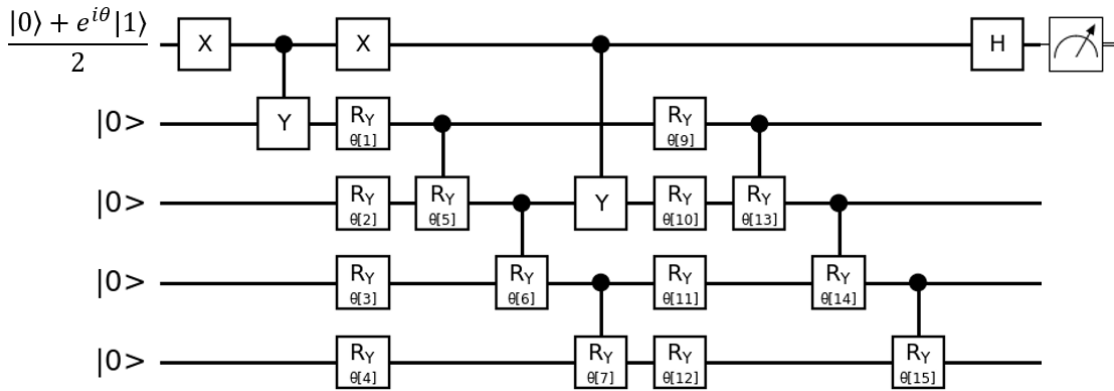 |0⟩ + e^{iθ}|1⟩
2
X X H
|0> Y R_Y θ[1] R_Y θ[9]
|0> R_Y θ[2] R_Y θ[5] Y R_Y θ[10] R_Y θ[13]
|0> R_Y θ[3] R_Y θ[6] R_Y θ[11] R_Y θ[14]
|0> R_Y θ[4] R_Y θ[7] R_Y θ[12] R_Y θ[15]